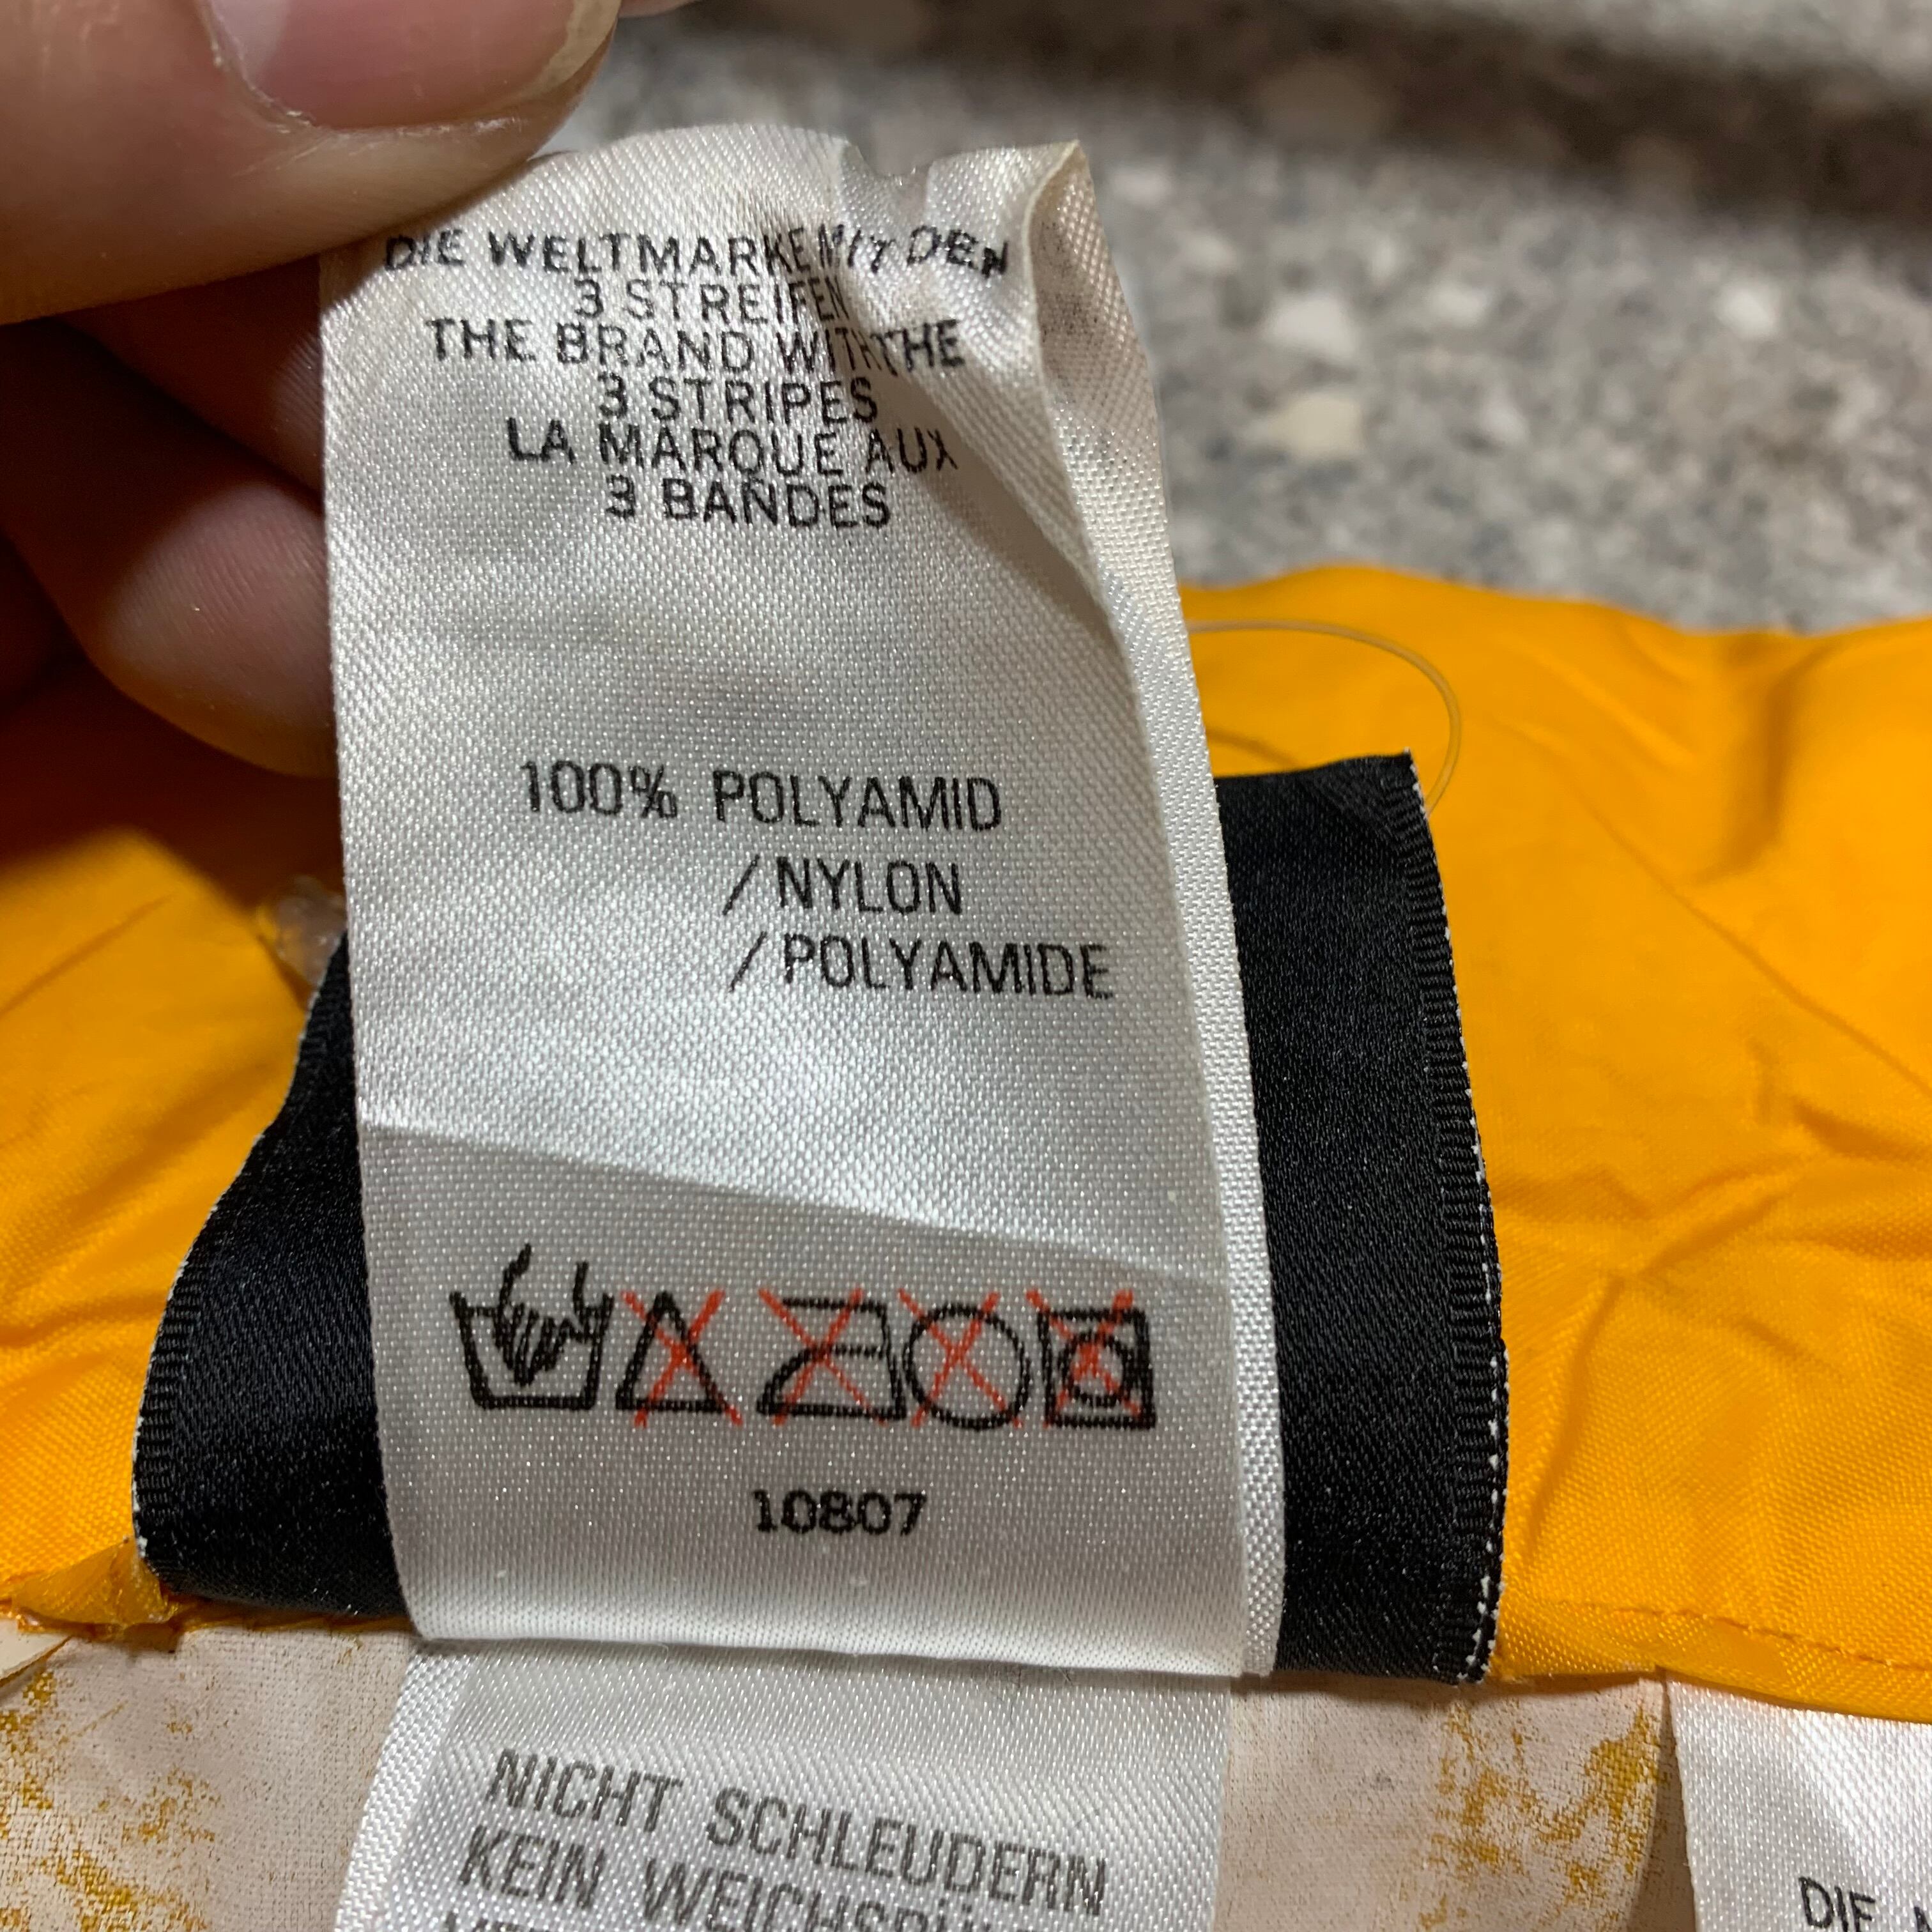 DIE WELTMARKE MIT DEN
3 STREIFEN
THE BRAND WITH THE
3 STRIPES
LA MARQUE AUX
3 BANDES
100% POLYAMID
/NYLON
/POLYAMIDE
10807
NICHT SCHLEUDERN
KEIN
DIE